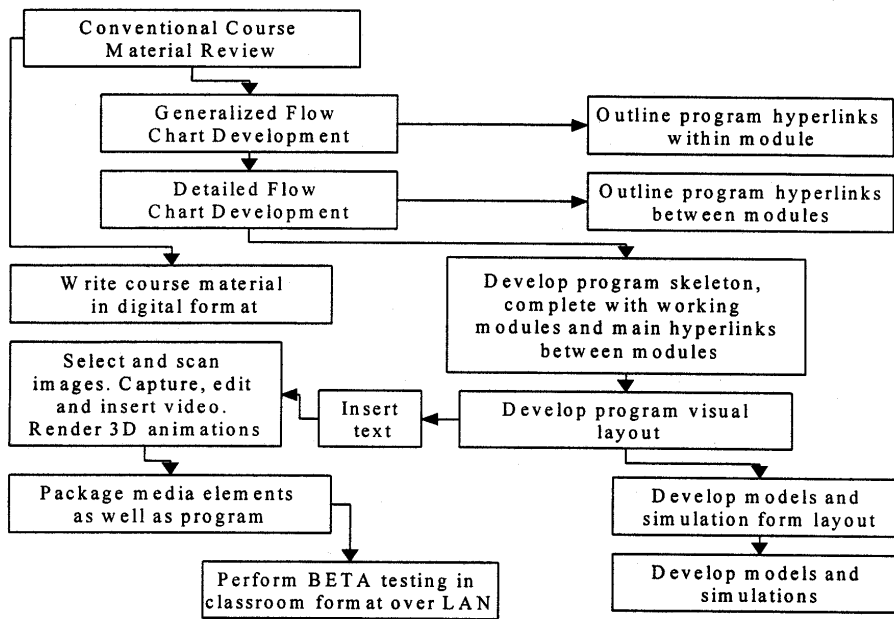 Conventional Course
Material Review
Generalized Flow
Chart Development
Outline program hyperlinks
within module
Detailed Flow
Chart Development
Outline program hyperlinks
between modules
Write course material
in digital format
Develop program skeleton,
complete with working
modules and main hyperlinks
between modules
Select and scan
images. Capture, edit
and insert video.
Render 3D animations
Insert
text
Develop program visual
layout
Package media elements
as well as program
Develop models and
simulation form layout
Perform BETA testing in
classroom format over LAN
Develop models and
simulations